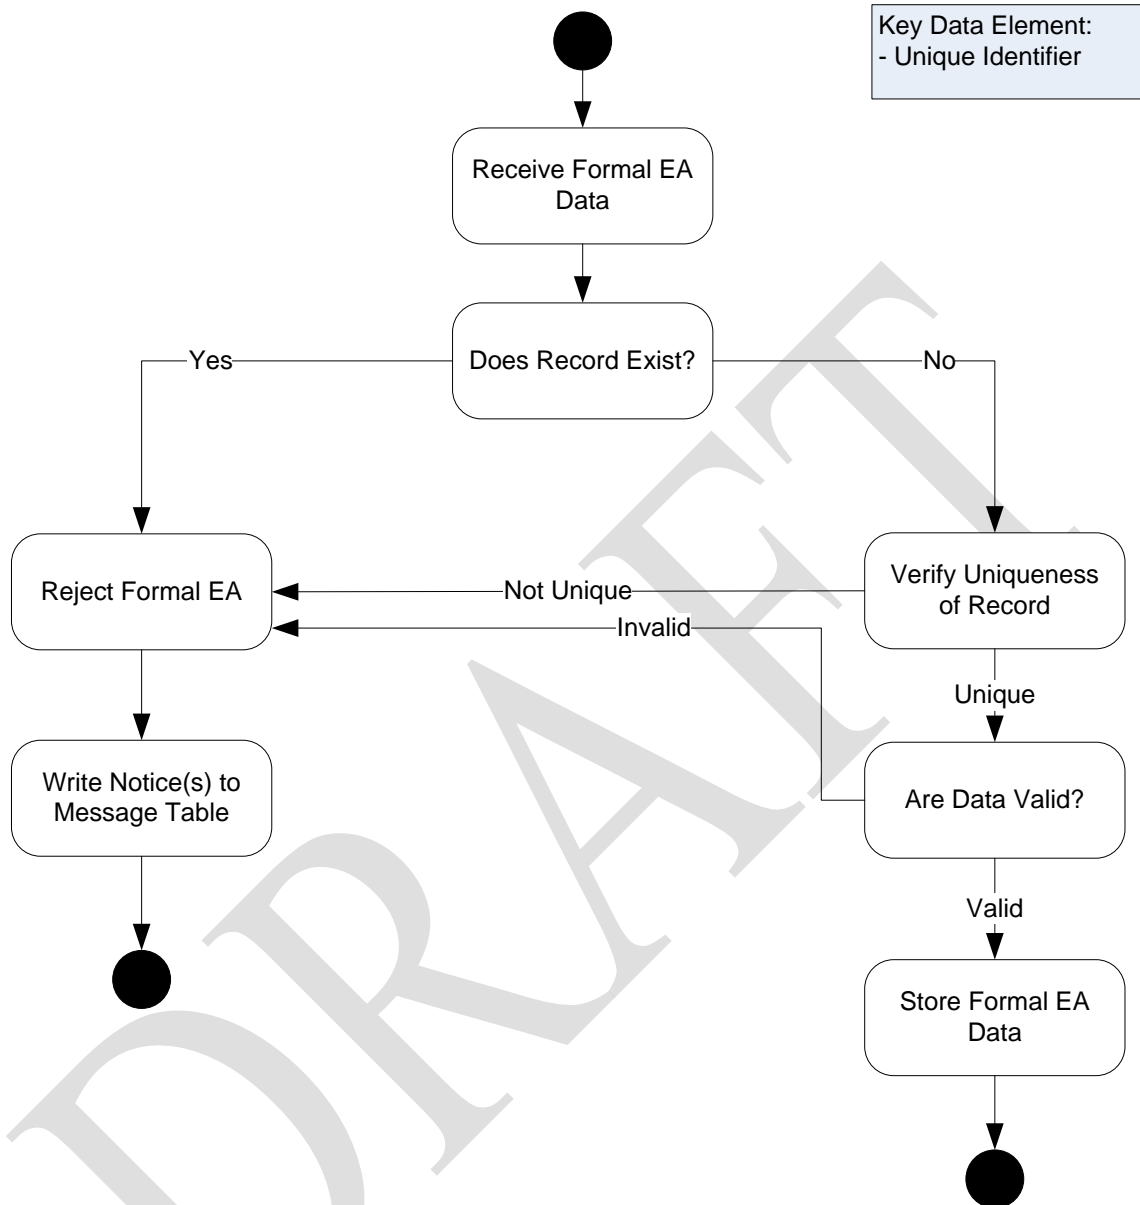 Key Data Element:
- Unique Identifier
Receive Formal EA
Data
Does Record Exist?
Yes
No
Reject Formal EA
Not Unique
Verify Uniqueness
of Record
Invalid
Unique
Write Notice(s) to
Message Table
Are Data Valid?
Valid
Store Formal EA
Data
DRAFT